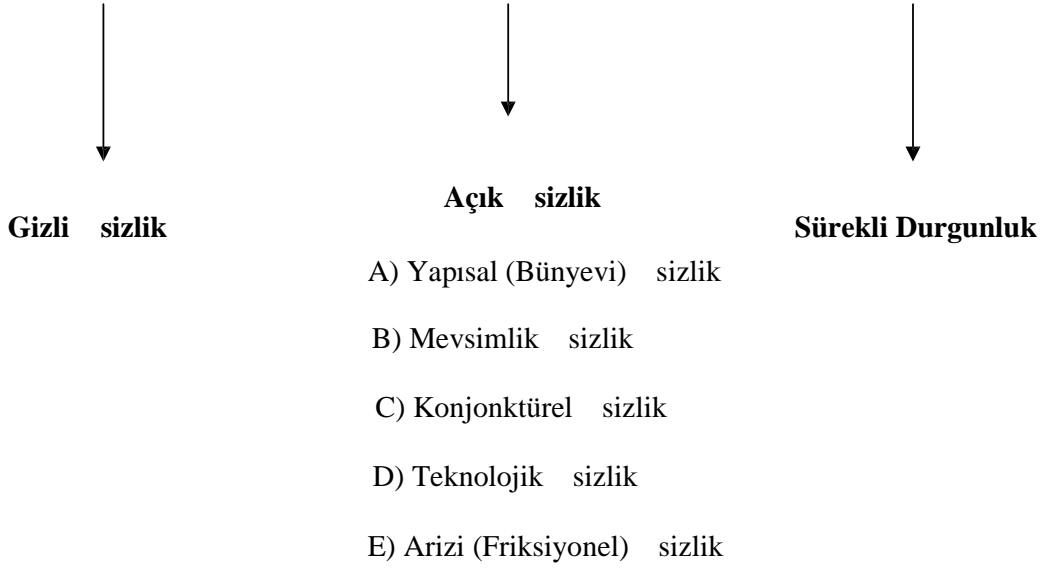 Gizli sizlik
Açık sizlik
Sürekli Durgunluk
A) Yapısal (Bünyevi) sizlik
B) Mevsimlik sizlik
C) Konjonktürel sizlik
D) Teknolojik sizlik
E) Arizi (Friksiyonel) sizlik